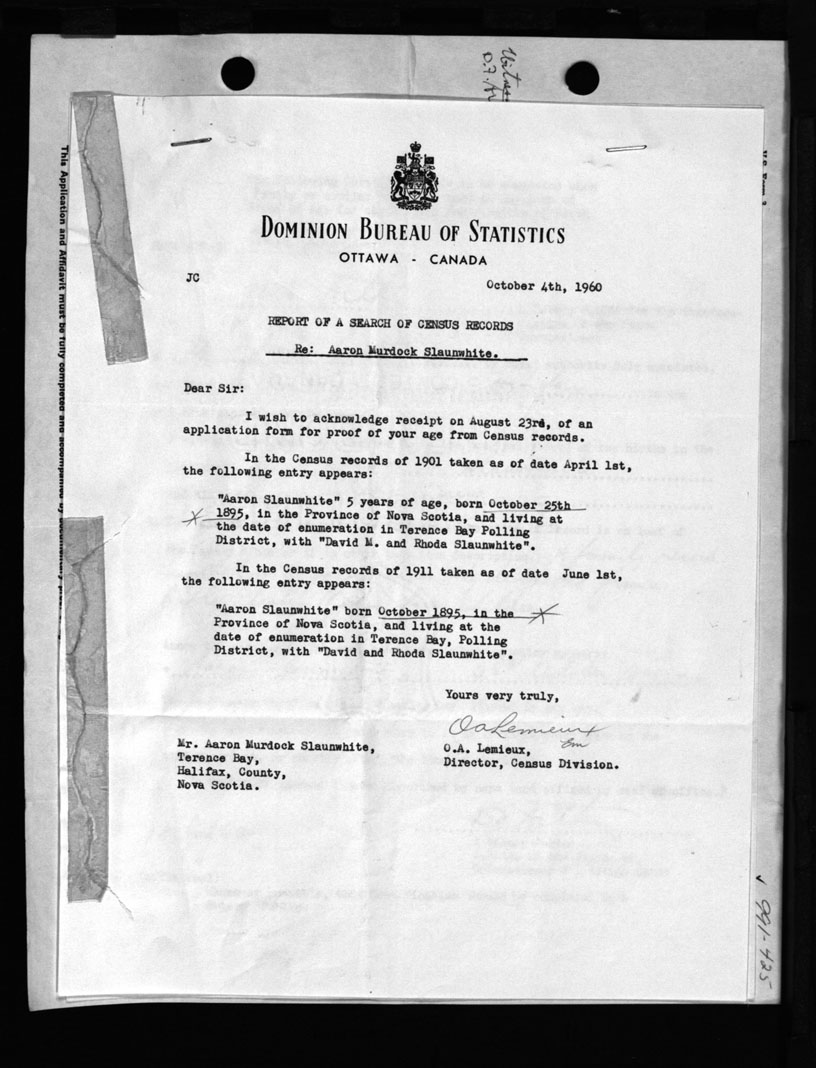 DOMINION BUREAU OF STATISTICS
OTTAWA - CANADA
JC
October 4th, 1960
REPORT OF A SEARCH OF CENSUS RECORDS
Re: Aaron Murdock Slaunwhite.
Dear Sir:
I wish to acknowledge receipt on August 23rd, of an
application form for proof of your age from Census records.
In the Census records of 1901 taken as of date April 1st,
the following entry appears:
"Aaron Slaunwhite" 5 years of age, born October 25th
1895, in the Province of Nova Scotia, and living at
the date of enumeration in Terence Bay Polling
District, with "David M. and Rhoda Slaunwhite".
In the Census records of 1911 taken as of date June 1st,
the following entry appears:
"Aaron Slaunwhite" born October 1895, in the
Province of Nova Scotia, and living at the
date of enumeration in Terence Bay, Polling
District, with "David and Rhoda Slaunwhite".
Yours very truly,
OALemieux
Em
O.A. Lemieux,
Director, Census Division.
Mr. Aaron Murdock Slaunwhite,
Terence Bay,
Halifax, County,
Nova Scotia.
This Application and Affidavit must be fully completed and accompanied by
991-425